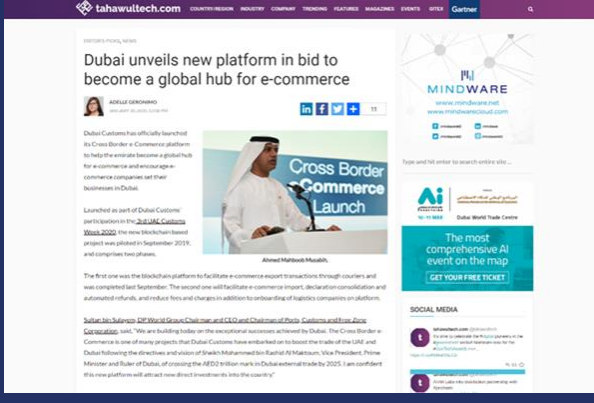 tahawultech.com COUNTRY/REGION INDUSTRY COMPANY TRENDING FEATURES MAGAZINES EVENTS GITEX Gartner
EDITOR'S PICKS, NEWS
Dubai unveils new platform in bid to
become a global hub for e-commerce
ADELLE GERONIMO
11
Dubai Customs has officially launched
its Cross Border e-Commerce platform
to help the emirate become a global hub
for e-commerce and encourage e-
commerce companies set their
businesses in Dubai.
Launched as part of Dubai Customs'
participation in the 3rd UAE Customs
Week 2020, the new blockchain based
project was piloted in September 2019,
and comprises two phases.
Cross Border
eCommerce
Launch
Ahmed Mahboob Musabih,
The first one was the blockchain platform to facilitate e-commerce export transactions through couriers and
was completed last September. The second one will facilitate e-commerce import, declaration consolidation and
automated refunds, and reduce fees and charges in addition to onboarding of logistics companies on platform.
Sultan bin Sulayem, DP World Group Chairman and CEO and Chairman of Ports, Customs and Free Zone
Corporation, said, "We are building today on the exceptional successes achieved by Dubai. The Cross Border e-
Commerce is one of many projects that Dubai Customs have embarked on to boost the trade of the UAE and
Dubai following the directives and vision of Sheikh Mohammed bin Rashid Al Maktoum, Vice President, Prime
Minister and Ruler of Dubai, of crossing the AED2 trillion mark in Dubai external trade by 2025. I am confident
this new platform will attract new direct investments into the country."
MINDWARE
www.mindware.net
www.mindwarecloud.com
Type and hit enter to search entire site ...
Ai
Dubai World Trade Centre
The most
comprehensive AI
event on the map
GET YOUR FREE TICKET
SOCIAL MEDIA
tahawultech.com
tahawultech.com